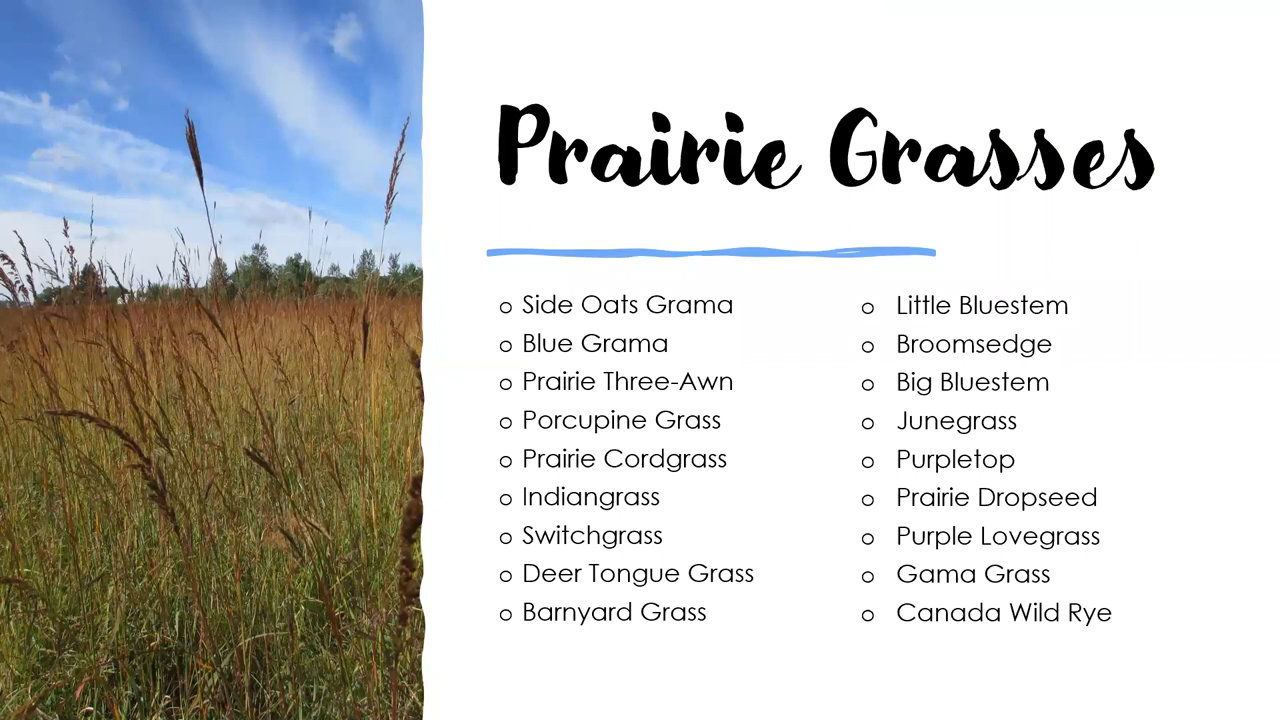 Prairie Grasses
Side Oats Grama
Blue Grama
Prairie Three-Awn
Porcupine Grass
Prairie Cordgrass
Indiangrass
Switchgrass
Deer Tongue Grass
Barnyard Grass
Little Bluestem
Broomsedge
Big Bluestem
Junegrass
Purpletop
Prairie Dropseed
Purple Lovegrass
Gama Grass
Canada Wild Rye